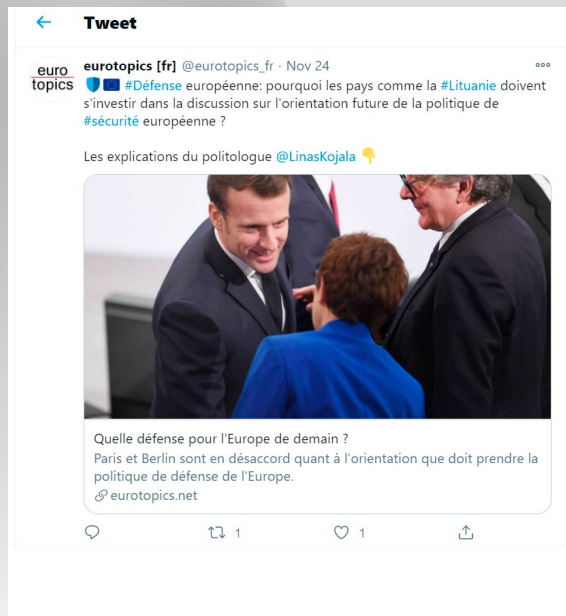 Tweet
euro
topics
eurotopics [fr] @eurotopics_fr · Nov 24
#Défense européenne: pourquoi les pays comme la #Lituanie doivent
s'investir dans la discussion sur l'orientation future de la politique de
#sécurité européenne ?
Les explications du politologue @LinasKojala
Quelle défense pour l'Europe de demain ?
Paris et Berlin sont en désaccord quant à l'orientation que doit prendre la
politique de défense de l'Europe.
eurotopics.net
1 1